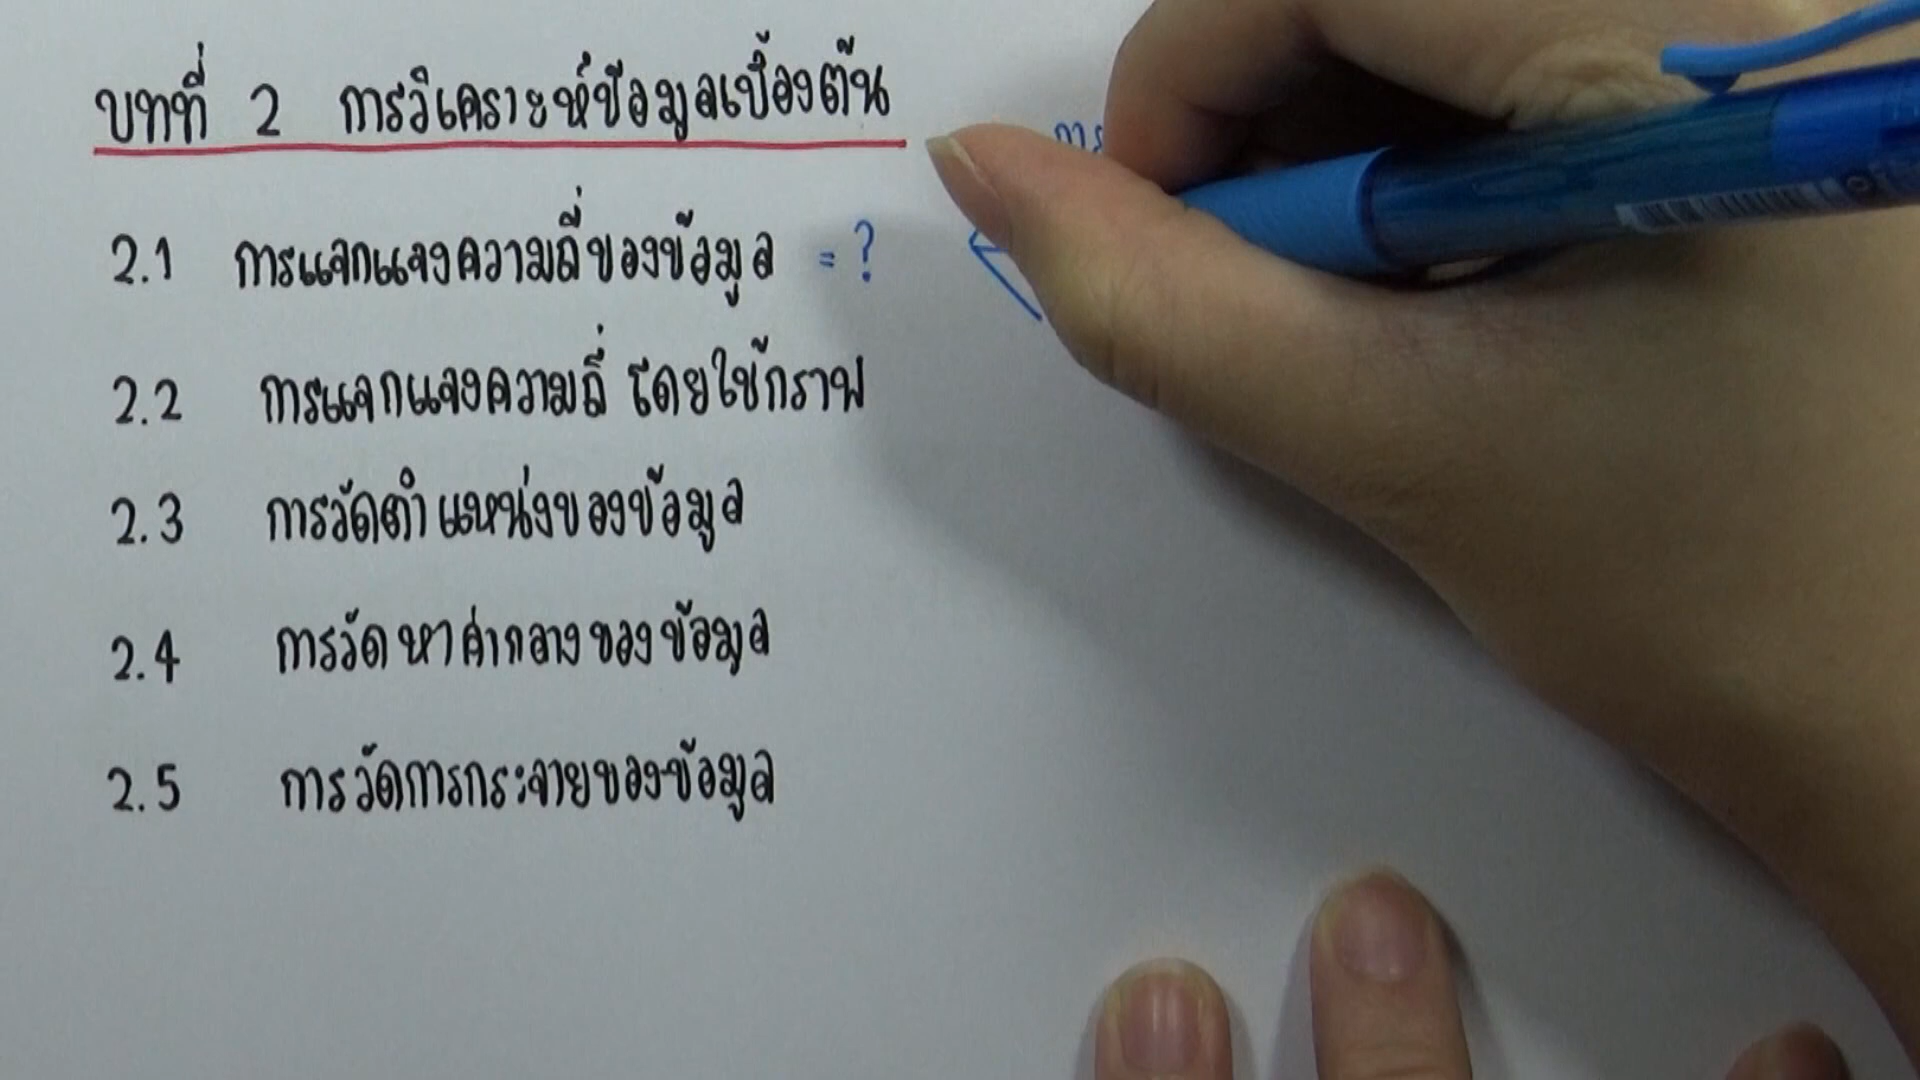 บทที่ 2 การวิเคราะห์ข้อมูลเบื้องต้น
2.1 การแจกแจงความถี่ของข้อมูล = ?
การ
2.2 การแจกแจงความถี่ โดยใช้กราฟ
2.3 การวัดตำแหน่งของข้อมูล
2.4 การวัดหาค่ากลางของข้อมูล
2.5 การวัดการกระจายของข้อมูล